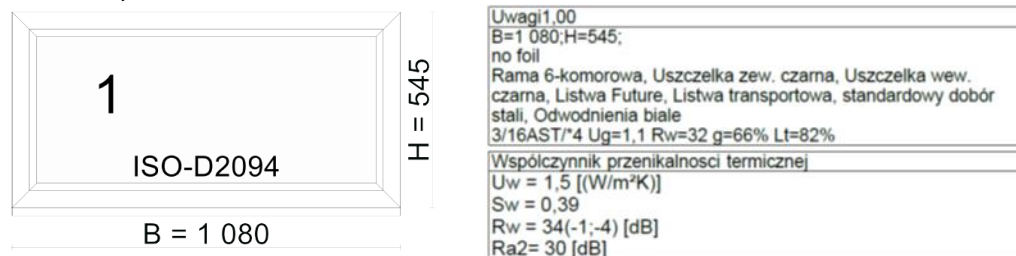 1
ISO-D2094
B = 1 080
H = 545
Uwagi1,00
B=1 080;H=545;
no foil
Rama 6-komorowa, Uszczelka zew. czarna, Uszczelka wew.
czarna, Listwa Future, Listwa transportowa, standardowy dobór
stali, Odwodnienia biale
3/16AST/*4 Ug=1,1 Rw=32 g=66% Lt=82%
Wspólczynnik przenikalnosci termicznej
Uw = 1,5 [(W/m²K)]
Sw = 0,39
Rw = 34(-1;-4) [dB]
Ra2= 30 [dB]